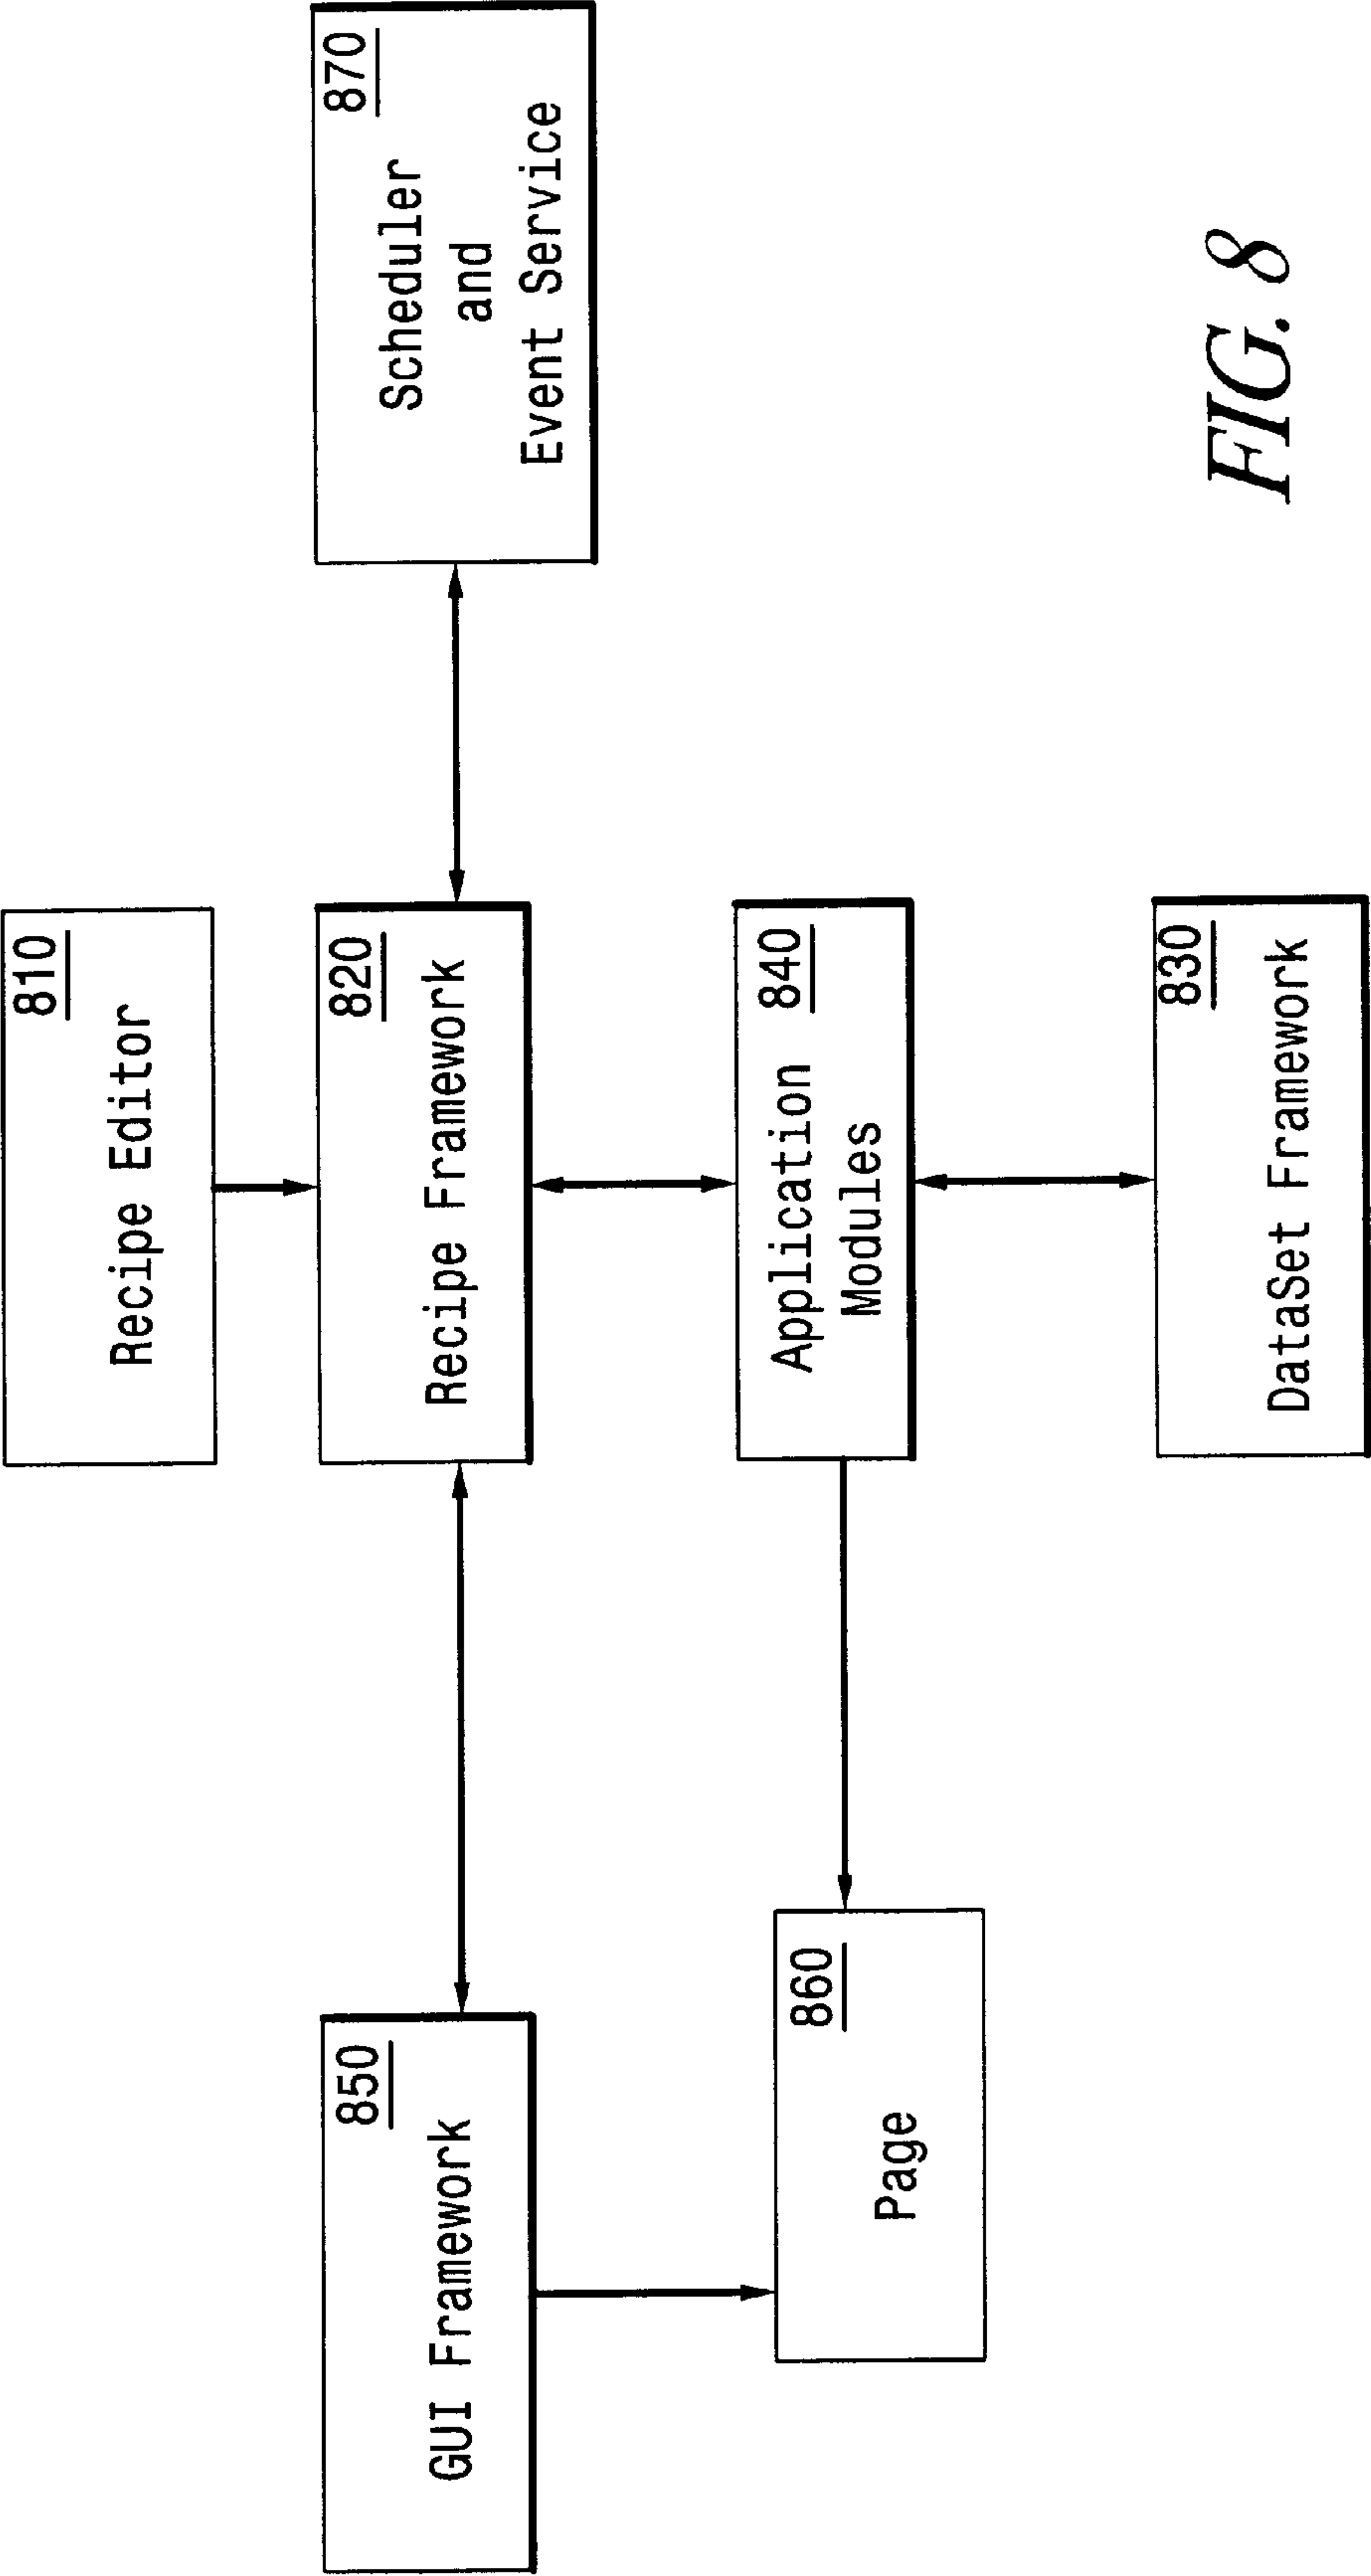 810
Recipe Editor
850
GUI Framework
820
Recipe Framework
870
Scheduler
and
Event Service
860
Page
840
Application
Modules
830
DataSet Framework
FIG. 8